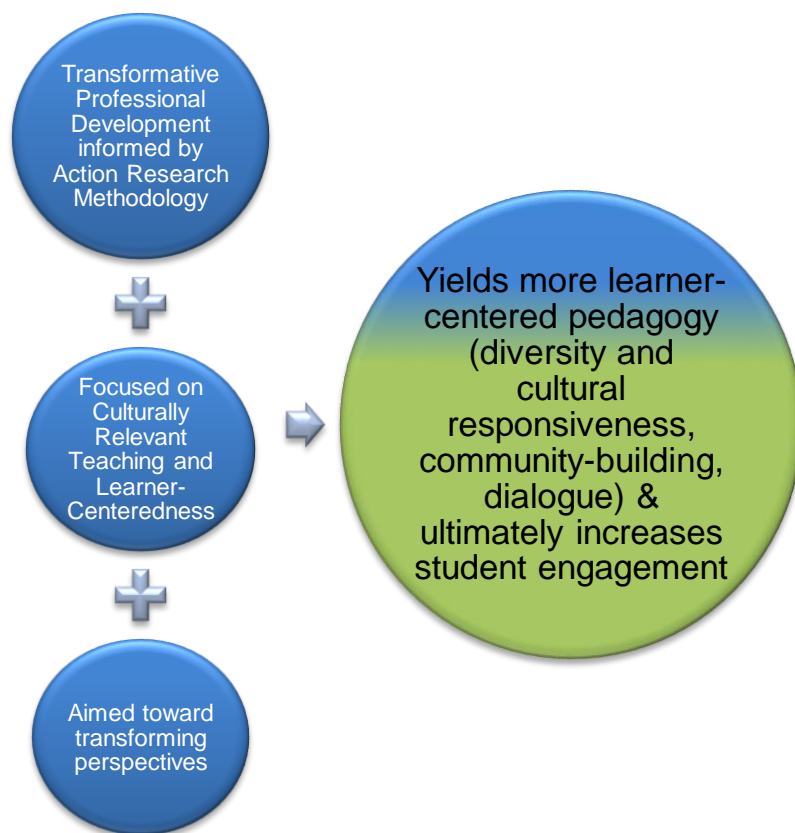 Transformative
Professional
Development
informed by
Action Research
Methodology
Focused on
Culturally
Relevant
Teaching and
Learner-
Centeredness
Aimed toward
transforming
perspectives
Yields more learner-
centered pedagogy
(diversity and
cultural
responsiveness,
community-building,
dialogue) &
ultimately increases
student engagement